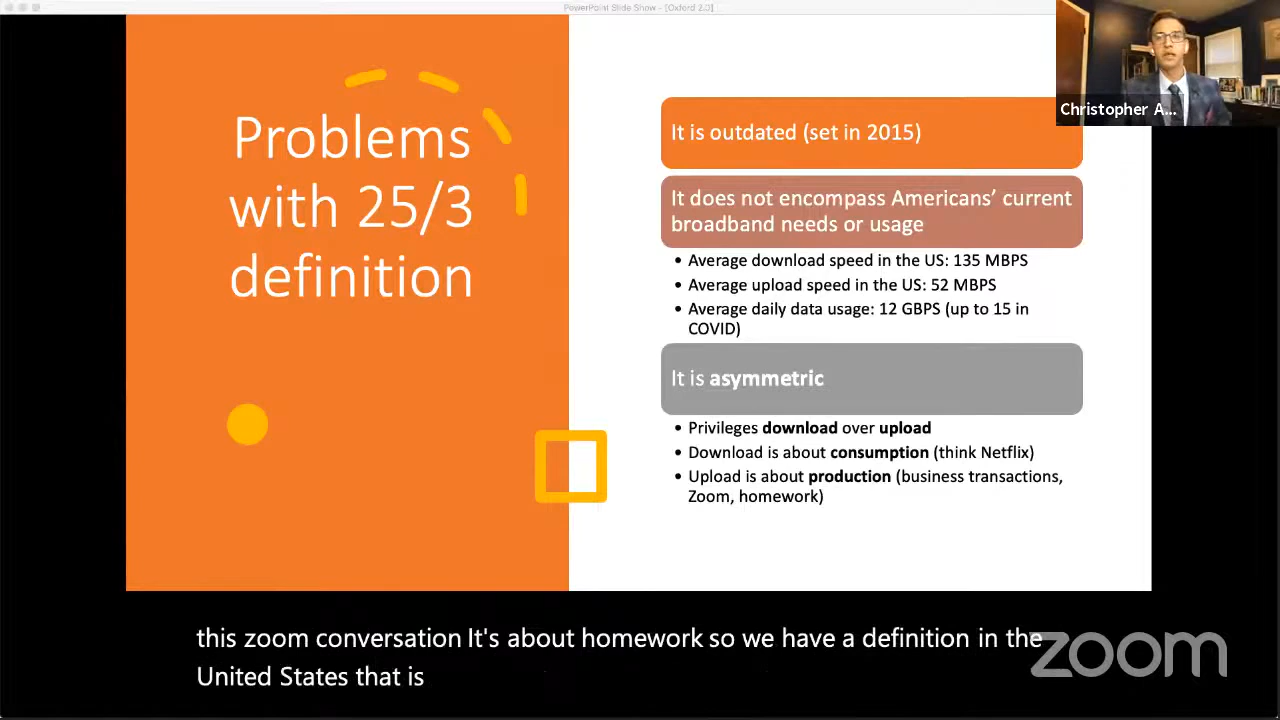 PowerPoint Slide Show - [Oxford 2.0]
Christopher A...
Problems
with 25/3
definition
It is outdated (set in 2015)
It does not encompass Americans’ current
broadband needs or usage
• Average download speed in the US: 135 MBPS
• Average upload speed in the US: 52 MBPS
• Average daily data usage: 12 GBPS (up to 15 in
COVID)
It is asymmetric
• Privileges download over upload
• Download is about consumption (think Netflix)
• Upload is about production (business transactions,
Zoom, homework)
this zoom conversation It's about homework so we have a definition in the
United States that is
zoom